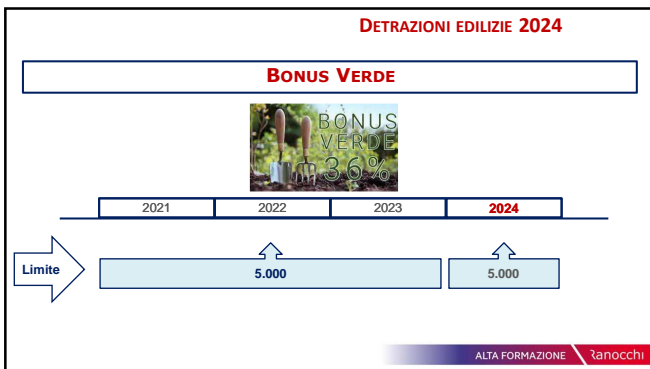 DETRAZIONI EDILIZIE 2024
BONUS VERDE
BONUS
VERDE
36%
2021 2022 2023 2024
Limite 5.000 5.000
ALTA FORMAZIONE Ranocchi